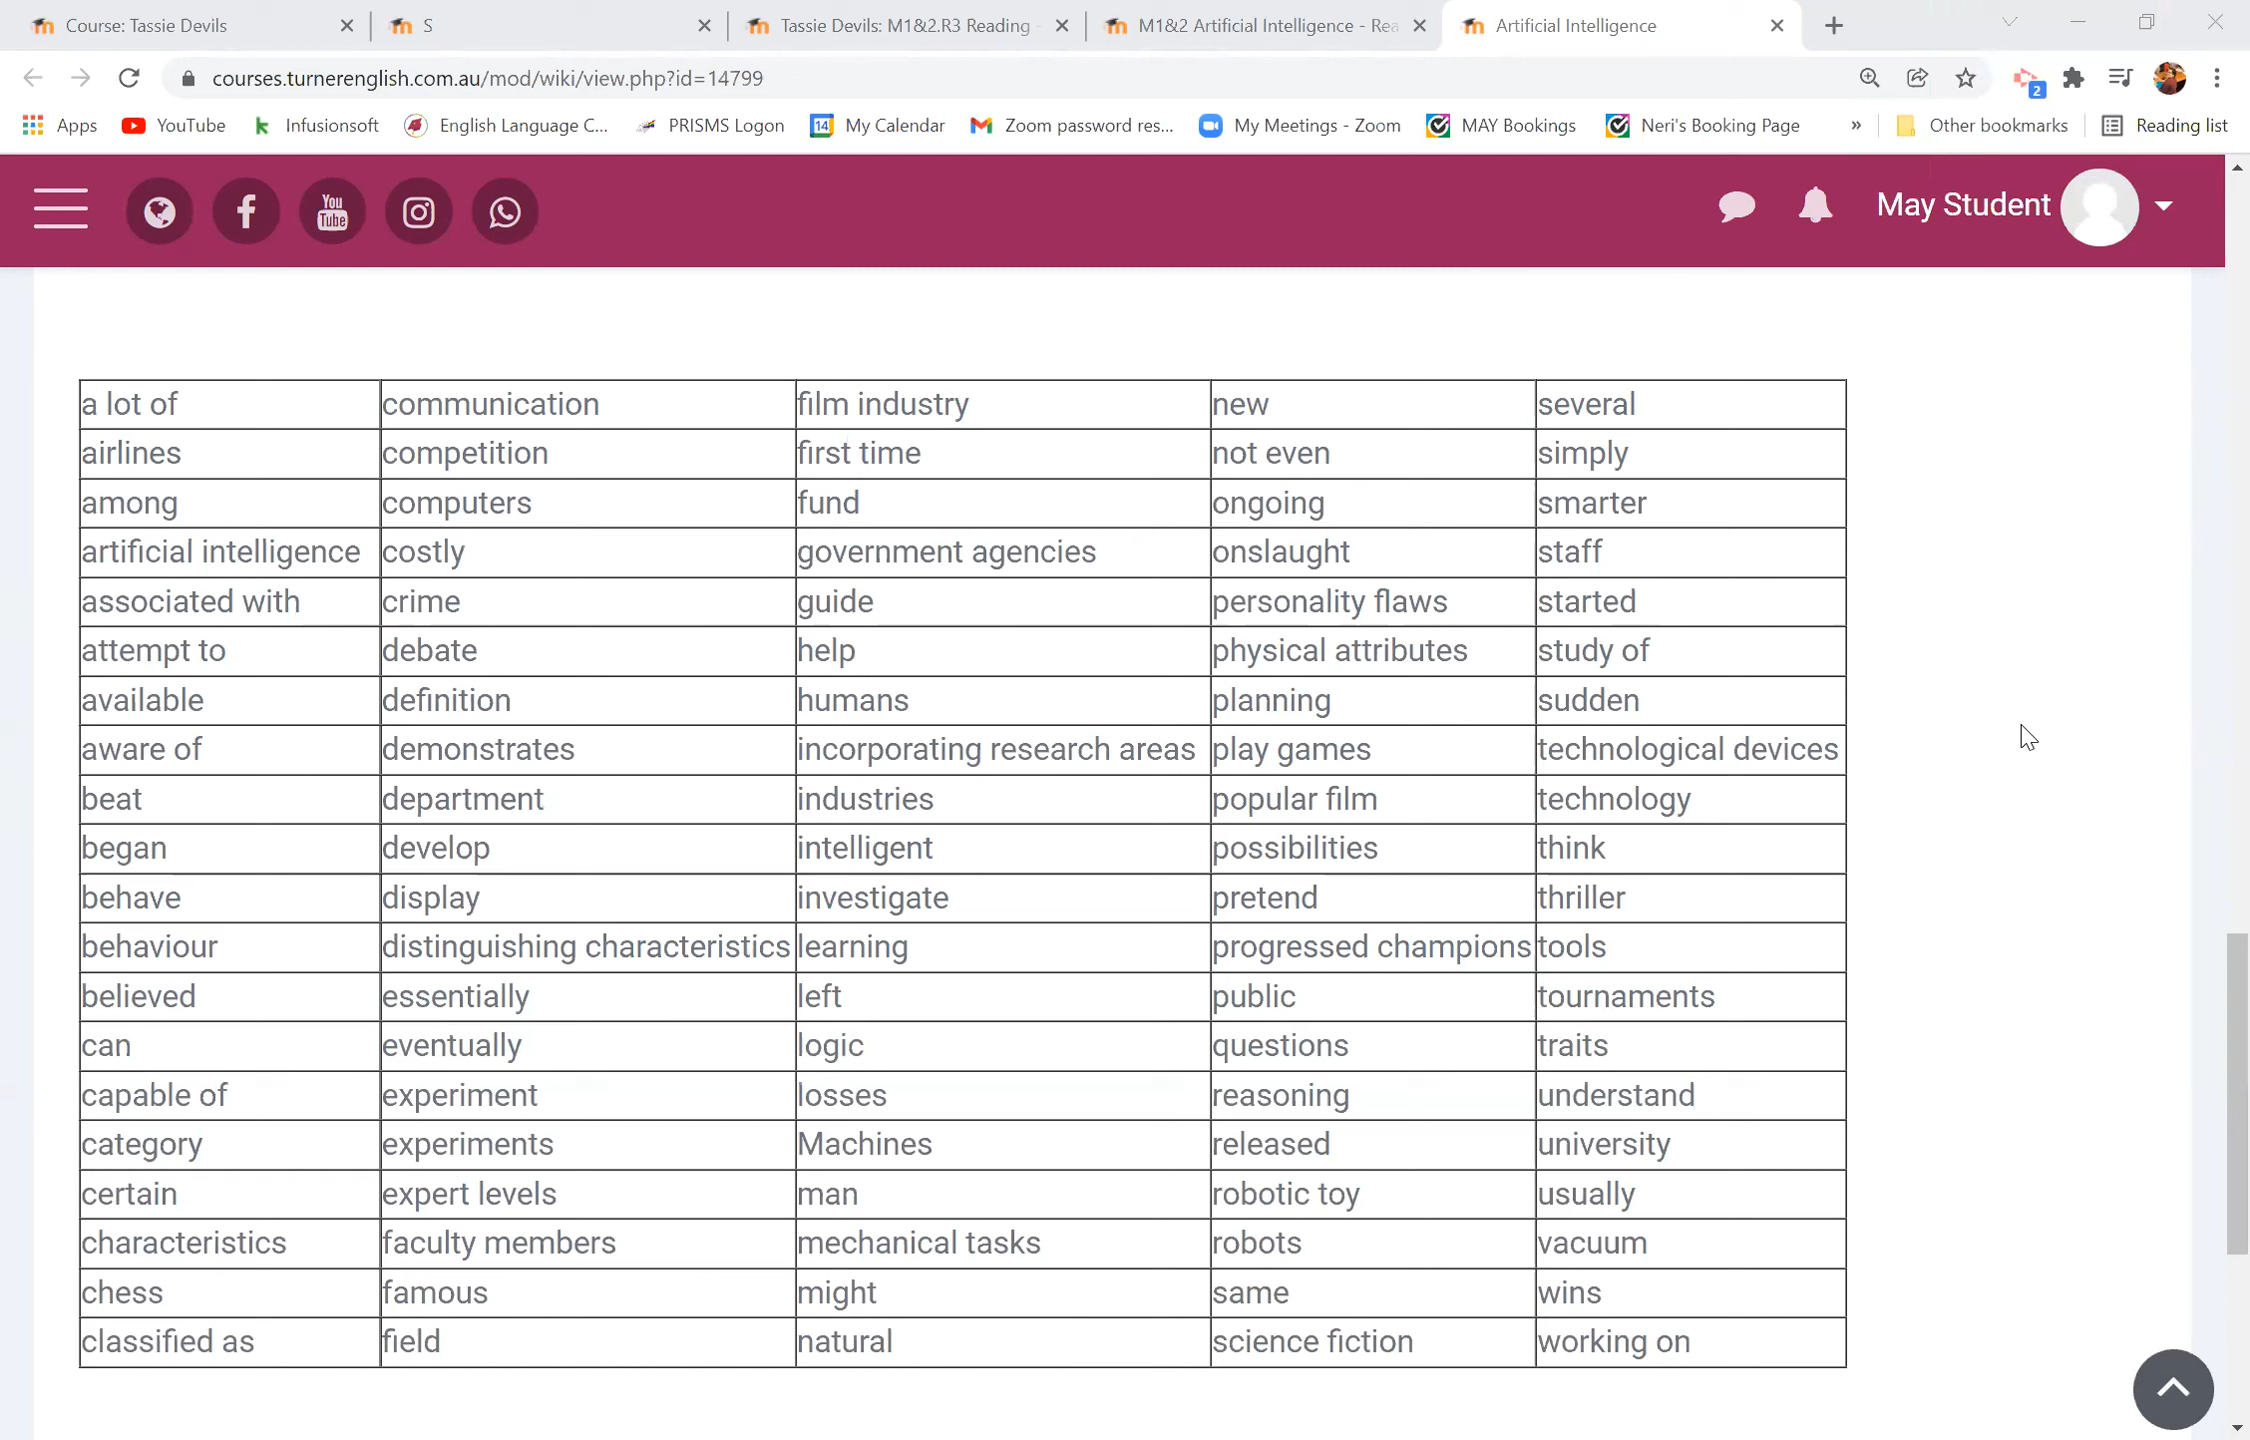 Course: Tassie Devils
S
Tassie Devils: M1&2.R3 Reading -
M1&2 Artificial Intelligence - Rea
Artificial Intelligence
courses.turnerenglish.com.au/mod/wiki/view.php?id=14799
2
Apps YouTube Infusionsoft English Language C... PRISMS Logon 14 My Calendar Zoom password res... My Meetings - Zoom MAY Bookings Neri's Booking Page » Other bookmarks Reading list
You Tube
May Student
a lot of communication film industry new several
airlines competition first time not even simply
among computers fund ongoing smarter
artificial intelligence costly government agencies onslaught staff
associated with crime guide personality flaws started
attempt to debate help physical attributes study of
available definition humans planning sudden
aware of demonstrates incorporating research areas play games technological devices
beat department industries popular film technology
began develop intelligent possibilities think
behave display investigate pretend thriller
behaviour distinguishing characteristics learning progressed champions tools
believed essentially left public tournaments
can eventually logic questions traits
capable of experiment losses reasoning understand
category experiments Machines released university
certain expert levels man robotic toy usually
characteristics faculty members mechanical tasks robots vacuum
chess famous might same wins
classified as field natural science fiction working on